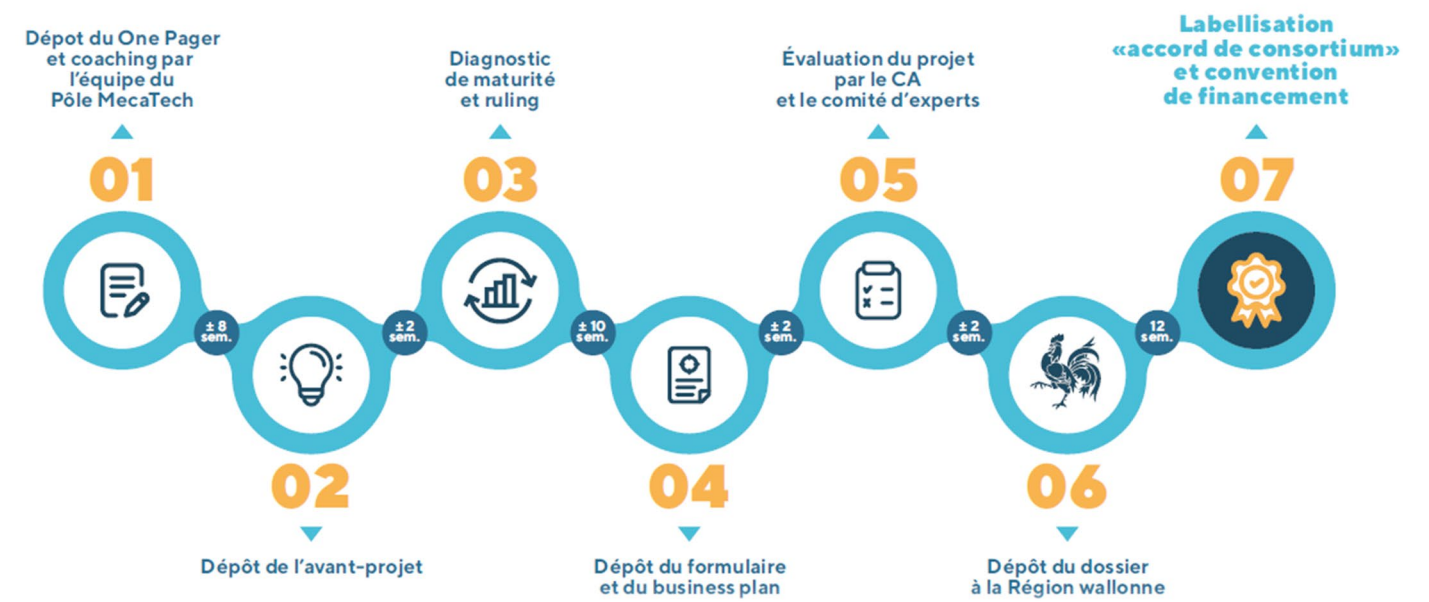 Dépot du One Pager
et coaching par
l'équipe du
Pôle MecaTech
01
± 8
sem.
02
Dépôt de l'avant-projet
± 2
sem.
Diagnostic
de maturité
et ruling
03
± 10
sem.
04
Dépôt du formulaire
et du business plan
± 2
sem.
Évaluation du projet
par le CA
et le comité d'experts
05
± 2
sem.
06
Dépôt du dossier
à la Région wallonne
12
sem.
Labellisation
«accord de consortium»
et convention
de financement
07